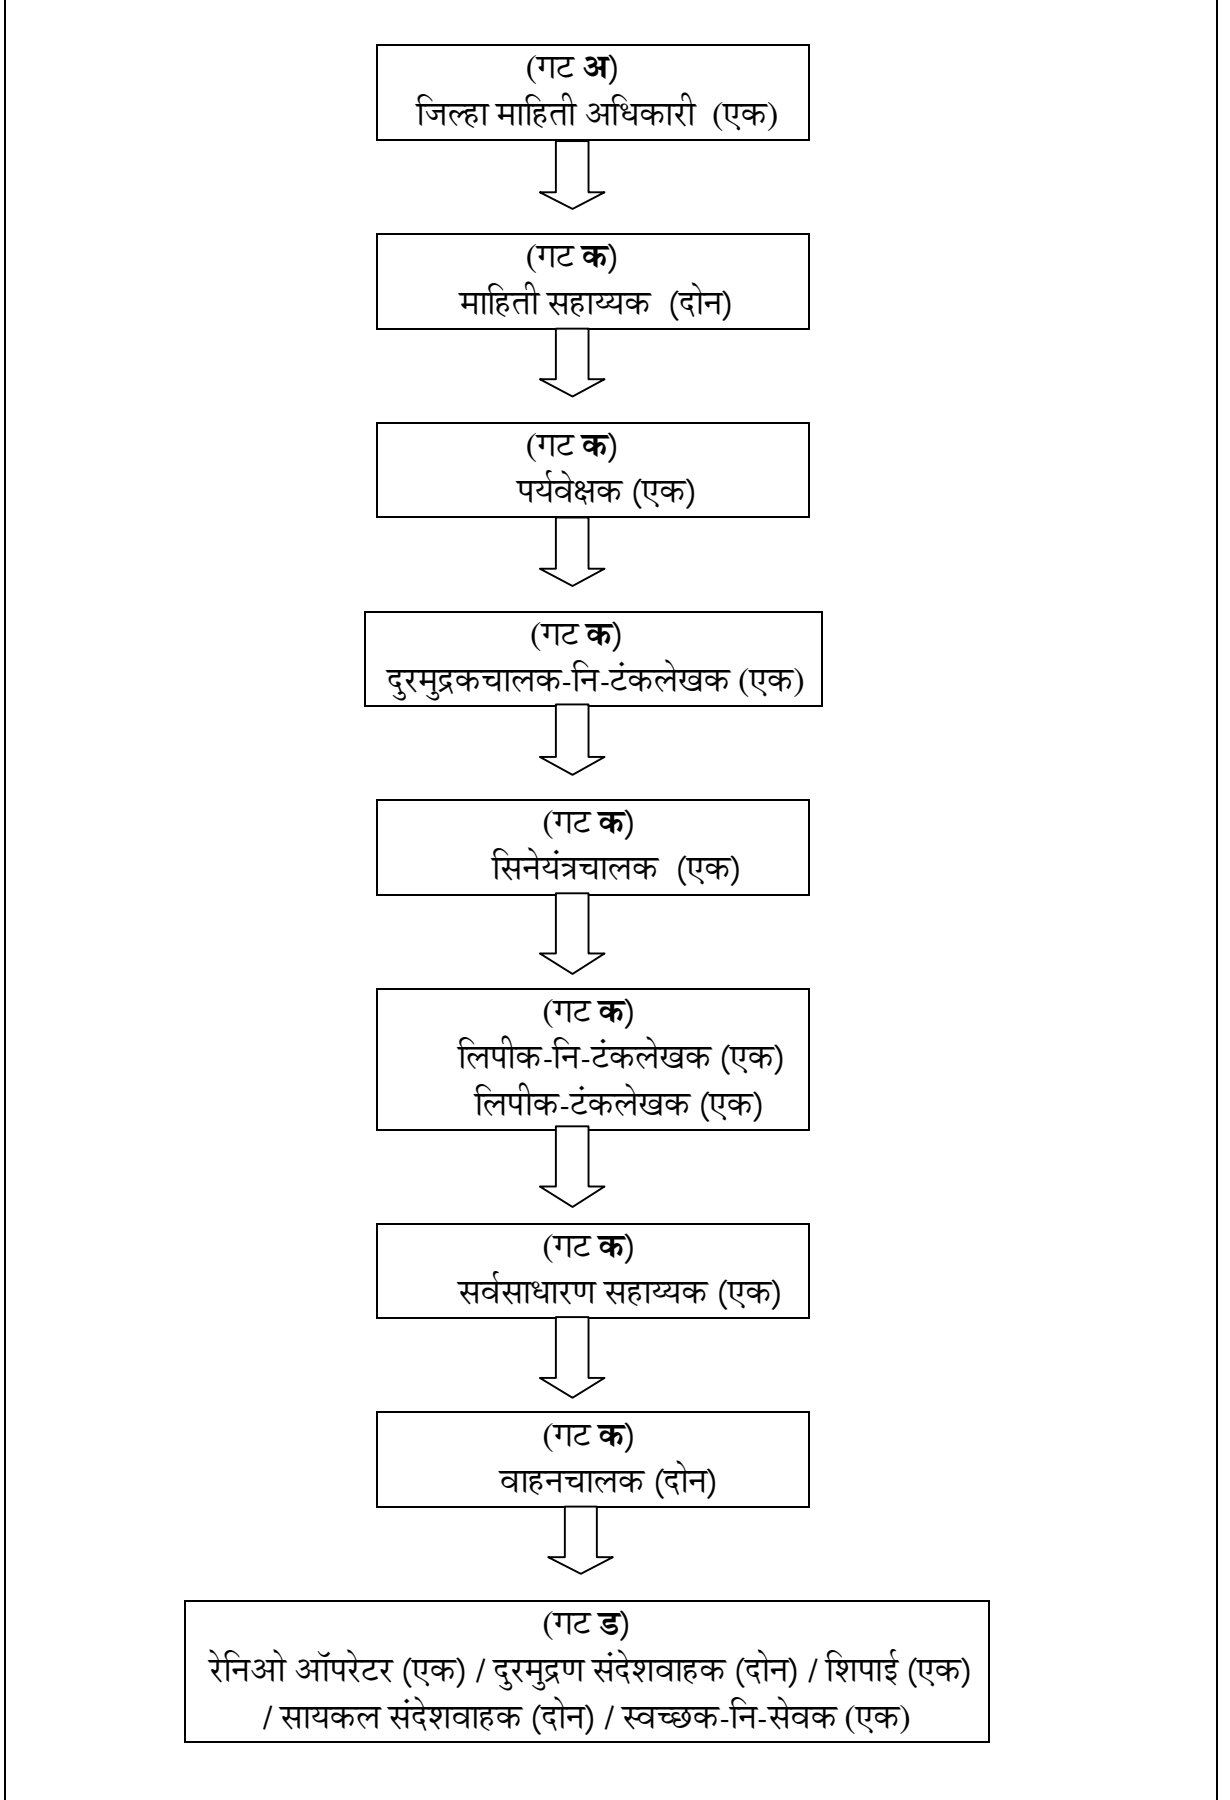 (गट अ)
जिल्हा माहिती अधिकारी (एक)
(गट क)
माहिती सहाय्यक (दोन)
(गट क)
पर्यवेक्षक (एक)
(गट क)
दुरमुद्रकचालक-नि-टंकलेखक (एक)
(गट क)
सिनेयंत्रचालक (एक)
(गट क)
लिपीक-नि-टंकलेखक (एक)
लिपीक-टंकलेखक (एक)
(गट क)
सर्वसाधारण सहाय्यक (एक)
(गट क)
वाहनचालक (दोन)
(गट ड)
रेनिओ ऑपरेटर (एक) / दुरमुद्रण संदेशवाहक (दोन) / शिपाई (एक)
/ सायकल संदेशवाहक (दोन) / स्वच्छक-नि-सेवक (एक)